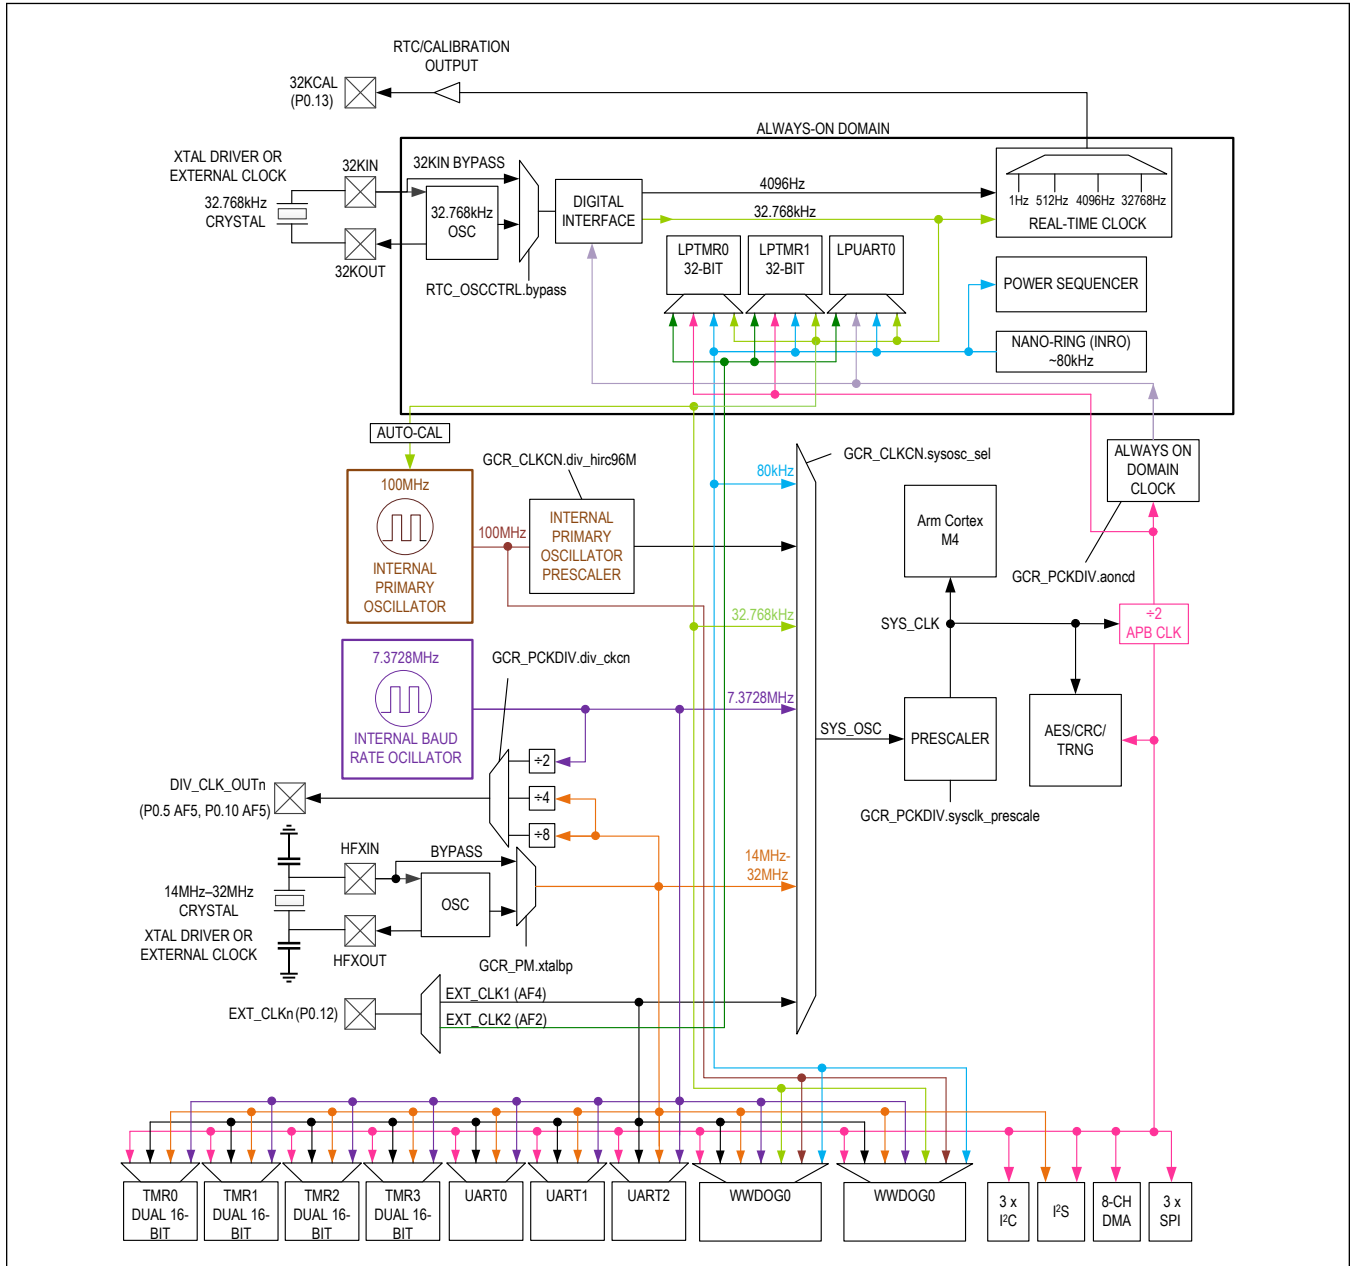 RTC/CALIBRATION
OUTPUT
32KCAL
(P0.13)
ALWAYS-ON DOMAIN
XTAL DRIVER OR
EXTERNAL CLOCK
32KIN
32KIN BYPASS
32.768kHz
CRYSTAL
32.768kHz
OSC
32KOUT
DIGITAL
INTERFACE
4096Hz
32.768kHz
1Hz 512Hz 4096Hz 32768Hz
REAL-TIME CLOCK
RTC_OSCCTRL.bypass
LPTMR0
32-BIT
LPTMR1
32-BIT
LPUART0
POWER SEQUENCER
NANO-RING (INRO)
~80kHz
AUTO-CAL
GCR_CLKCN.div_hirc96M
GCR_CLKCN.sysosc_sel
80kHz
ALWAYS ON
DOMAIN
CLOCK
100MHz
INTERNAL
PRIMARY
OSCILLATOR
100MHz
INTERNAL
PRIMARY
OSCILLATOR
PRESCALER
Arm Cortex
M4
GCR_PCKDIV.aoncd
32.768kHz
SYS_CLK
÷2
APB CLK
7.3728MHz
INTERNAL BAUD
RATE OCILLATOR
GCR_PCKDIV.div_ckcn
7.3728MHz
SYS_OSC
PRESCALER
AES/CRC/
TRNG
÷2
÷4
÷8
DIV_CLK_OUTn
(P0.5 AF5, P0.10 AF5)
GCR_PCKDIV.sysclk_prescale
HFXIN
BYPASS
14MHz-
32MHz
14MHz–32MHz
CRYSTAL
OSC
XTAL DRIVER OR
EXTERNAL CLOCK
HFXOUT
GCR_PM.xtalbp
EXT_CLKn (P0.12)
EXT_CLK1 (AF4)
EXT_CLK2 (AF2)
TMR0
DUAL 16-
BIT
TMR1
DUAL 16-
BIT
TMR2
DUAL 16-
BIT
TMR3
DUAL 16-
BIT
UART0
UART1
UART2
WWDOG0
WWDOG0
3 x
I²C
I²S
8-CH
DMA
3 x
SPI